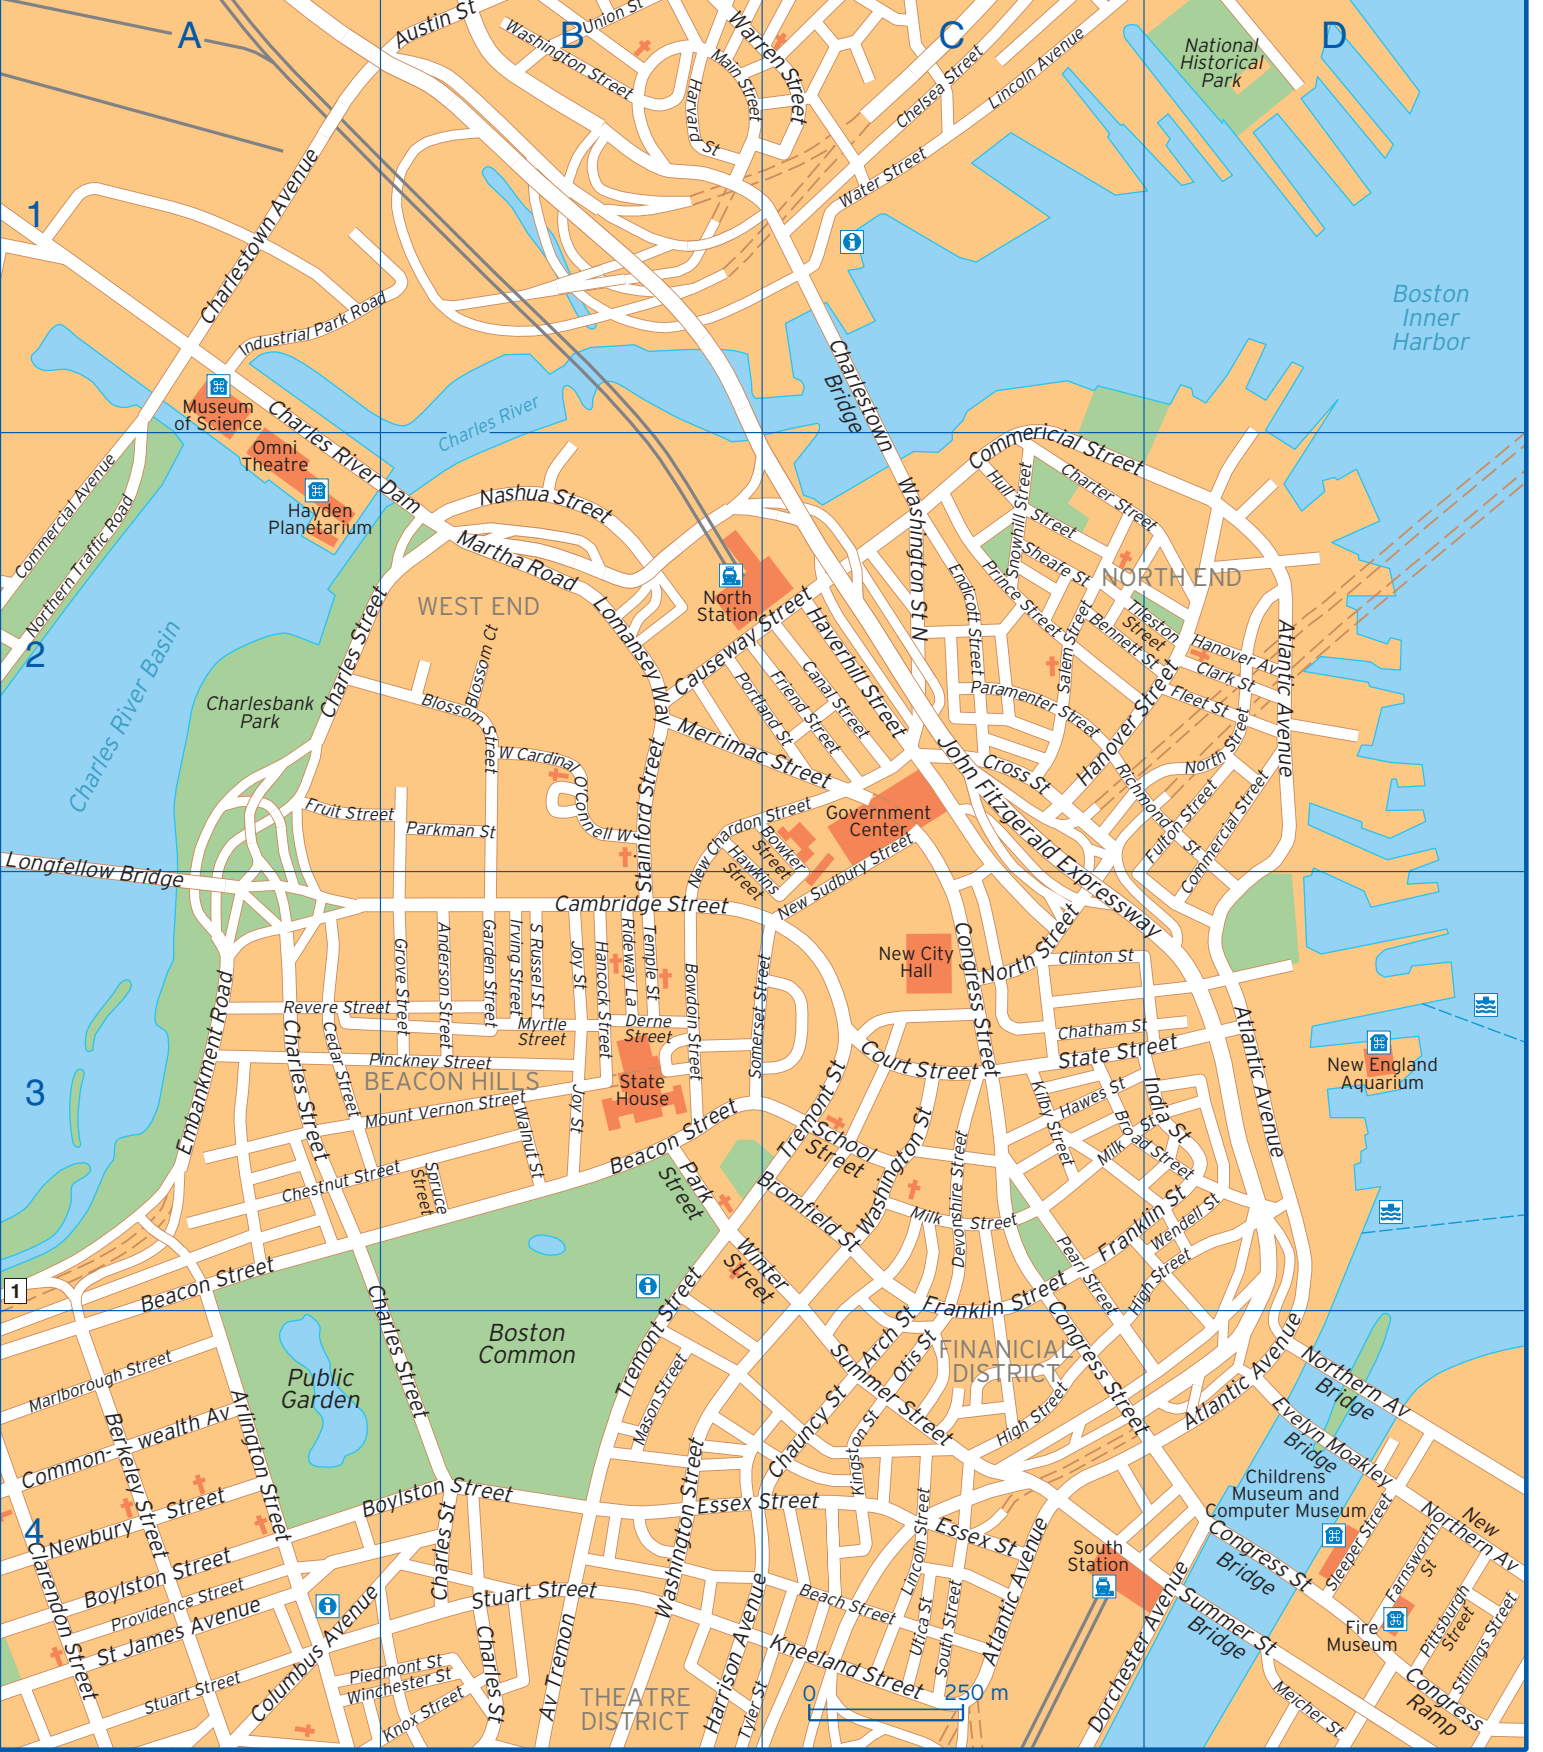 A
B
C
D
1
2
3
4
Austin St
Union St
Washington Street
Warren Street
Main Street
Harvard St
Chelsea Street
Lincoln Avenue
Water Street
National
Historical
Park
Charlestown Avenue
Industrial Park Road
Boston
Inner
Harbor
Charlestown
Bridge
Museum
of Science
Charles River Dam
Charles River
Omni
Theatre
Hayden
Planetarium
Commercial Avenue
Northern Traffic Road
Nashua Street
Martha Road
Commericial Street
Washington St N
Hull Street
Snowhill Street
Charter Street
Sheafe St
NORTH END
WEST END
North
Station
Causeway Street
Lomansey Way
Haverhill Street
Endicott Street
Prince Street
Salem Street
Bennett St
Tileston
Street
Hanover Av
Clark St
Fleet St
Atlantic Avenue
Charles River Basin
Charlesbank
Park
Charles Street
Blossom Ct
Blossom Street
Portland St
Friend Street
Canal Street
Paramenter Street
Hanover Street
North Street
Merrimac Street
W Cardinal O'Connell W
Staniford Street
John Fitzgerald Expressway
Cross St
Richmond St
Fulton Street
Commercial Street
Fruit Street
Parkman St
New Chardon Street
Bowker
Street
Hawkins
Street
Government
Center
New Sudbury Street
Longfellow Bridge
Cambridge Street
Grove Street
Anderson Street
Garden Street
Irving Street
S Russel St
Joy St
Hancock Street
Rideway La
Temple St
Bowdoin Street
Somerset Street
New City
Hall
Congress Street
North Street
Clinton St
Chatham St
State Street
Embankment Road
Revere Street
Charles Street
Cedar Street
Myrtle
Street
Derne
Street
Pinckney Street
BEACON HILLS
State
House
Mount Vernon Street
Joy St
Walnut St
Chestnut Street
Spruce
Street
Court Street
Kilby Street
Hawes St
India St
Broad Street
Milk St
Atlantic Avenue
New England
Aquarium
Beacon Street
Park
Street
Tremont St
School
Street
Washington St
Devonshire Street
Bromfield St
Milk Street
Franklin St
Wendell St
Pearl Street
High Street
1
Beacon Street
Winter
Street
Franklin Street
Charles Street
Boston
Common
Public
Garden
Tremont Street
Mason Street
Arch St
Otis St
FINANICIAL
DISTRICT
Congress Street
Summer Street
High Street
Atlantic Avenue
Northern Av
Bridge
Evelyn Moakley
Bridge
Marlborough Street
Common-wealth Av
Berkeley Street
Arlington Street
Newbury Street
Boylston Street
Clarendon Street
Boylston Street
Washington Street
Chauncy St
Kingston St
Essex Street
Essex St
Lincoln Street
Childrens
Museum and
Computer Museum
Sleeper Street
New
Northern Av
Farnsworth
St
South
Station
Congress St
Bridge
Summer St
Bridge
Fire
Museum
Pittsburgh
Street
Stillings Street
Congress
Ramp
Meicher St
Providence Street
St James Avenue
Columbus Avenue
Charles St
Stuart Street
Stuart Street
Piedmont St
Winchester St
Knox Street
Charles St
Av Tremon
THEATRE
DISTRICT
Harrison Avenue
Tyler St
Beach Street
Kneeland Street
Utica St
South Street
Atlantic Avenue
Dorchester Avenue
0
250 m